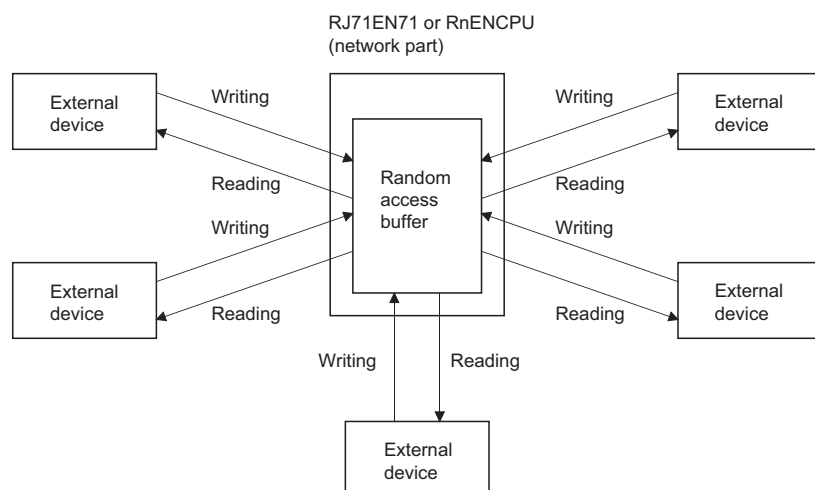 RJ71EN71 or RnENCPU
(network part)
External
device
Writing
Reading
Writing
Reading
External
device
Random
access
buffer
External
device
Writing
Reading
Writing
Reading
External
device
Writing
Reading
External
device